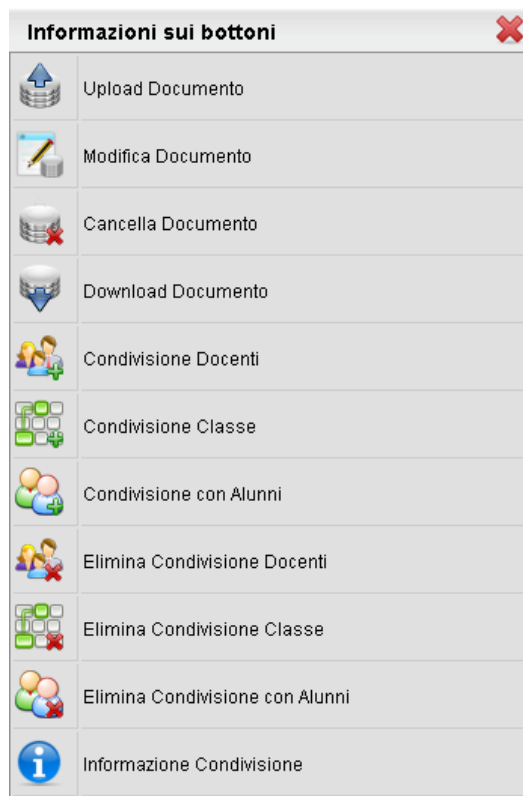 Informazioni sui bottoni
Upload Documento
Modifica Documento
Cancella Documento
Download Documento
Condivisione Docenti
Condivisione Classe
Condivisione con Alunni
Elimina Condivisione Docenti
Elimina Condivisione Classe
Elimina Condivisione con Alunni
Informazione Condivisione